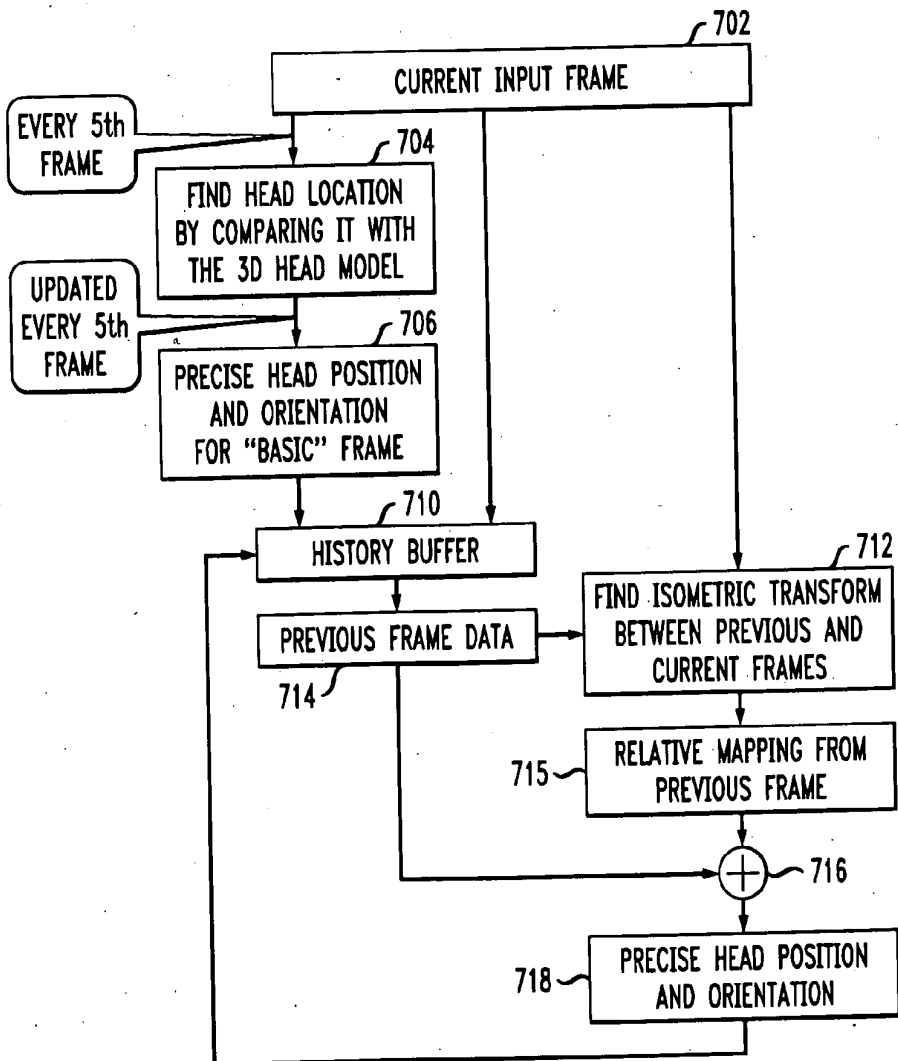 702
CURRENT INPUT FRAME
EVERY 5th
FRAME
704
FIND HEAD LOCATION
BY COMPARING IT WITH
THE 3D HEAD MODEL
UPDATED
EVERY 5th
FRAME
a
706
PRECISE HEAD POSITION
AND ORIENTATION
FOR “BASIC” FRAME
710
HISTORY BUFFER
712
FIND ISOMETRIC TRANSFORM
BETWEEN PREVIOUS AND
CURRENT FRAMES
PREVIOUS FRAME DATA
714
715
RELATIVE MAPPING FROM
PREVIOUS FRAME
+
716
718
PRECISE HEAD POSITION
AND ORIENTATION